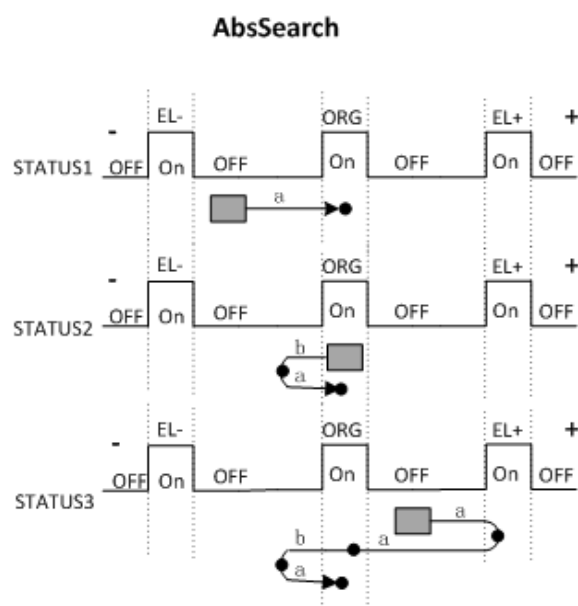 AbsSearch
EL- ORG EL+
- +
STATUS1 OFF On OFF On OFF On OFF
a
EL- ORG EL+
- +
STATUS2 OFF On OFF On OFF On OFF
b
a
EL- ORG EL+
- +
STATUS3 OFF On OFF On OFF On OFF
a
b a
a